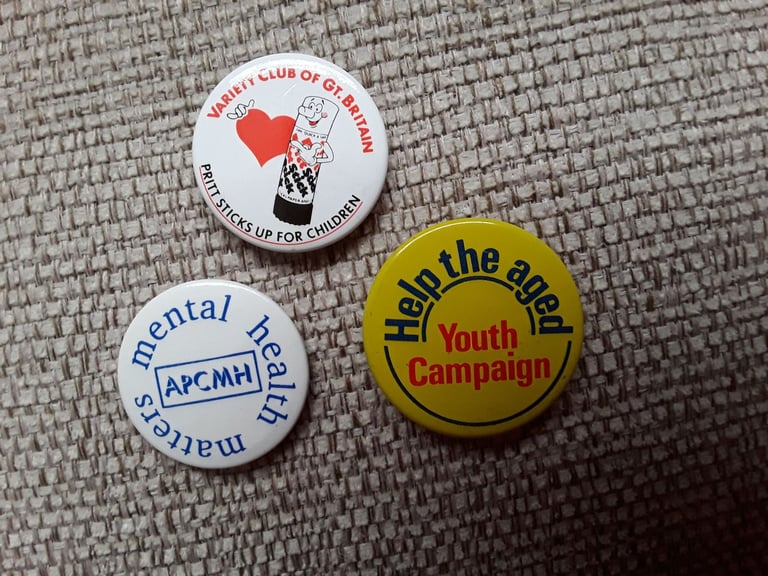 VARIETY CLUB OF GT. BRITAIN
PRITT STICKS UP FOR CHILDREN
Help the aged
Youth
Campaign
mental health matters
APCMH